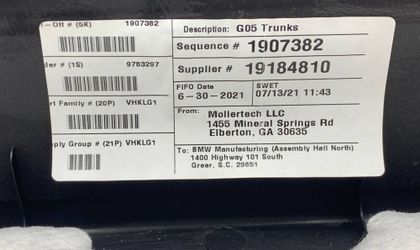 -Off # (5K) 1907382
der # (1S) 9783297
rt Family # (20P) VHKLG1
ply Group # (21P) VHKLG1
Description: G05 Trunks
Sequence # 1907382
Supplier # 19184810
FIFO Date SWET
6-30-2021 07/13/21 11:43
From: Mollertech LLC
1455 Mineral Springs Rd
Elberton, GA 30635
To: BMW Manufacturing (Assembly Hall North)
1400 Highway 101 South
Greer, S.C. 29651